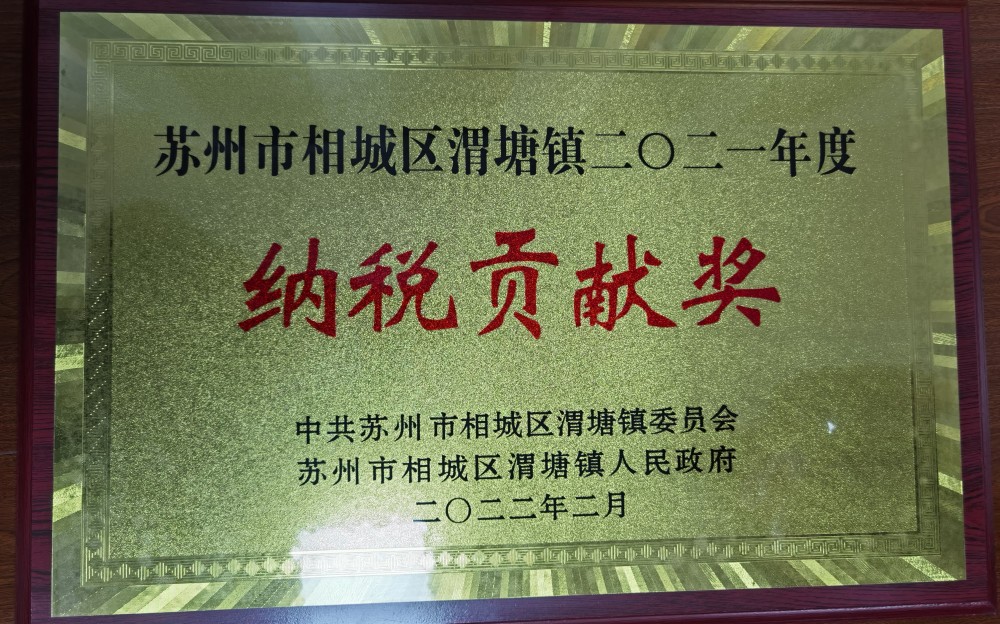 苏州市相城区渭塘镇二〇二一年度
纳税贡献奖
中共苏州市相城区渭塘镇委员会
苏州市相城区渭塘镇人民政府
二〇二二年二月